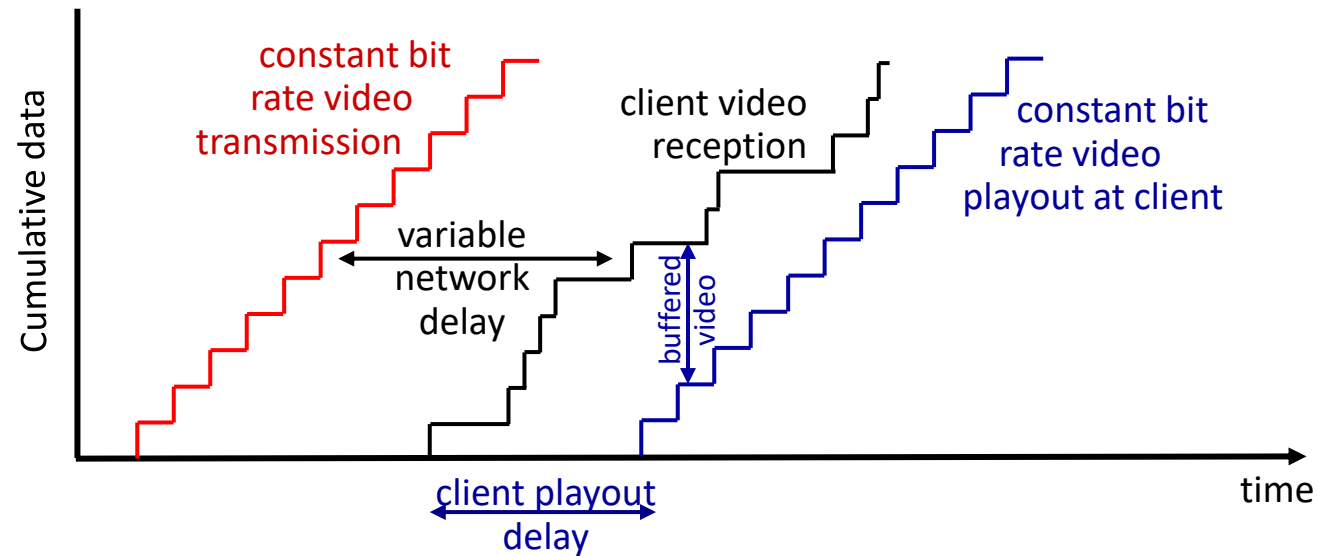 constant bit
rate video
transmission
client video
reception
constant bit
rate video
playout at client
variable
network
delay
buffered
video
Cumulative data
time
client playout
delay